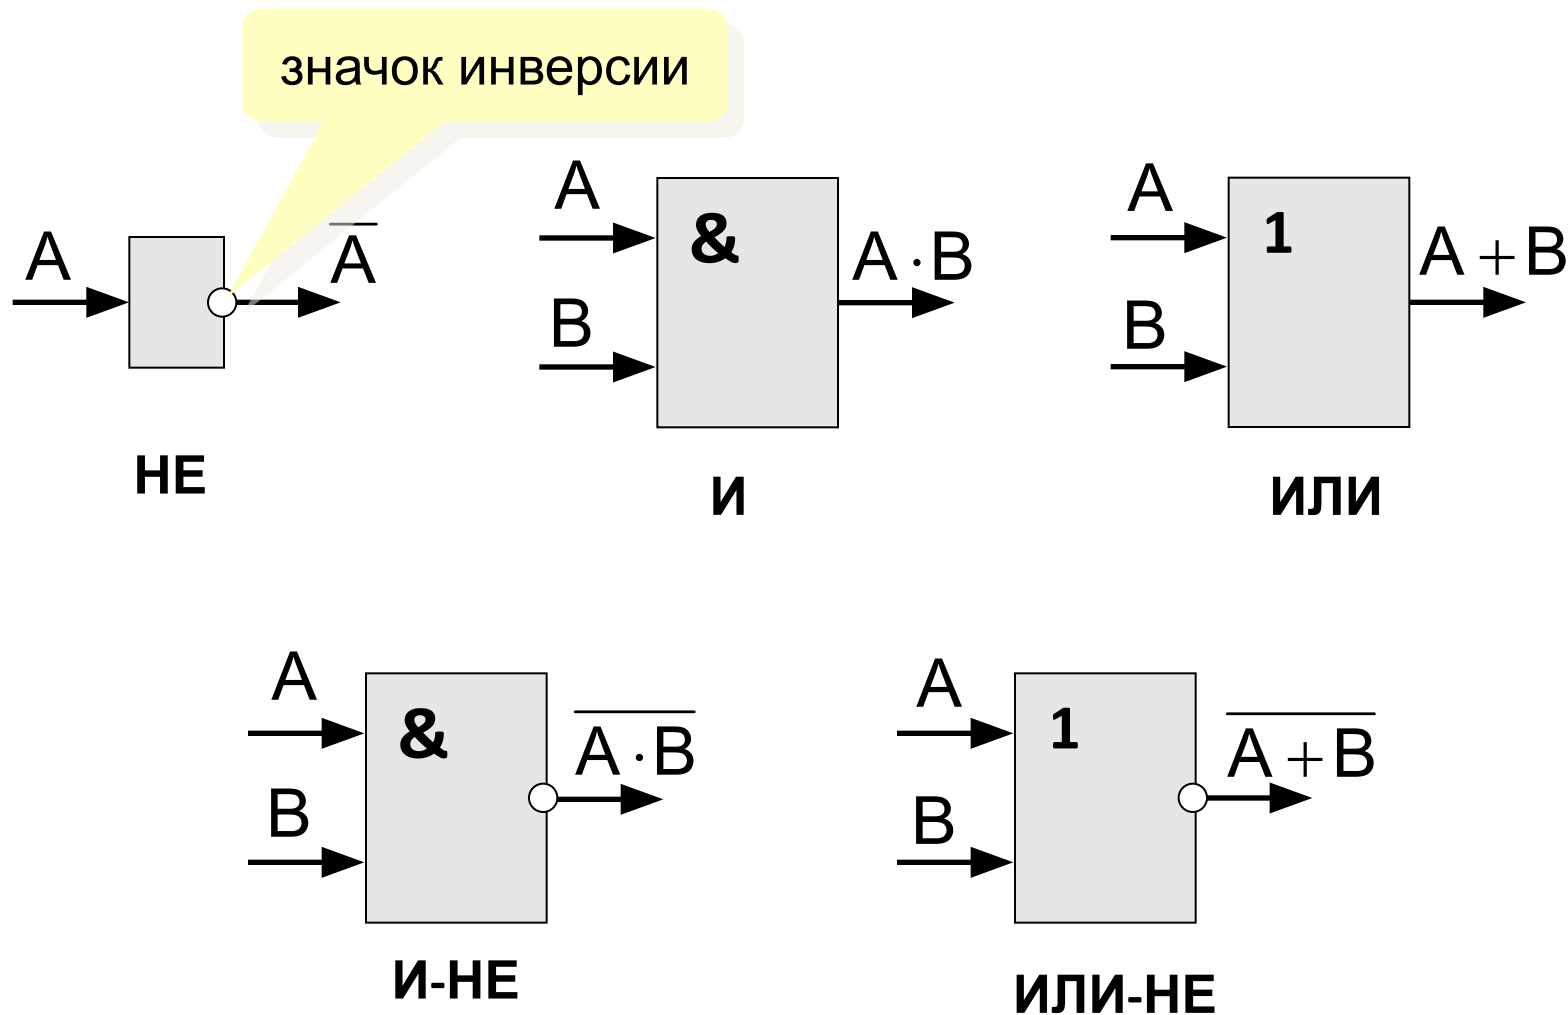 значок инверсии
A
A̅
НЕ
A
B
&
A · B
И
A
B
1
A + B
ИЛИ
A
B
&
A̅ ·̅ B̅
И-НЕ
A
B
1
A̅ +̅ B̅
ИЛИ-НЕ